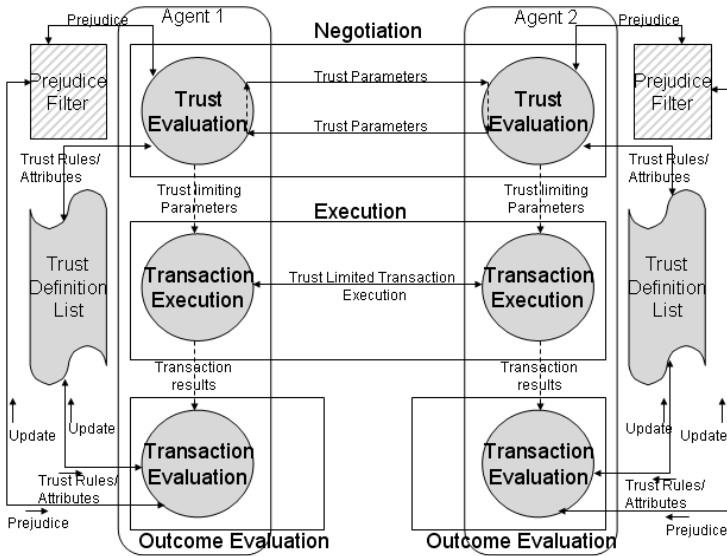 Prejudice
Agent 1
Agent 2
Prejudice
Negotiation
Prejudice
Filter
Trust
Evaluation
Trust Parameters
Trust Parameters
Trust
Evaluation
Prejudice
Filter
Trust Rules/
Attributes
Trust limiting
Parameters
Trust limiting
Parameters
Trust Rules/
Attributes
Execution
Trust
Definition
List
Transaction
Execution
Trust Limited Transaction
Execution
Transaction
Execution
Trust
Definition
List
Transaction
results
Transaction
results
Update
Update
Update
Update
Transaction
Evaluation
Transaction
Evaluation
Trust Rules/
Attributes
Trust Rules/
Attributes
Prejudice
Prejudice
Outcome Evaluation
Outcome Evaluation